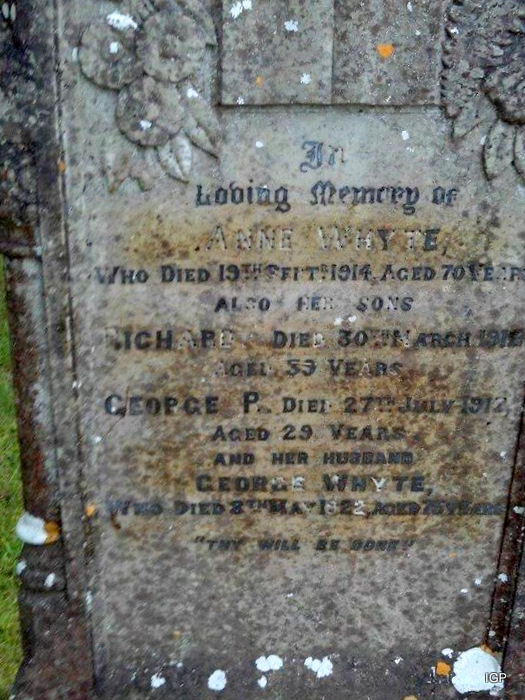 In
Loving Memory of
Anne Whyte,
Who Died 19th Septr 1914, Aged 70 Years
Also Her Sons
Richard Died 30th March
Aged 39 Years
George P. Died 27th July 1912,
Aged 29 Years
And Her Husband
George Whyte,
Who Died 8th May 1922, Aged Years
"Thy Will Be Done"
IGP